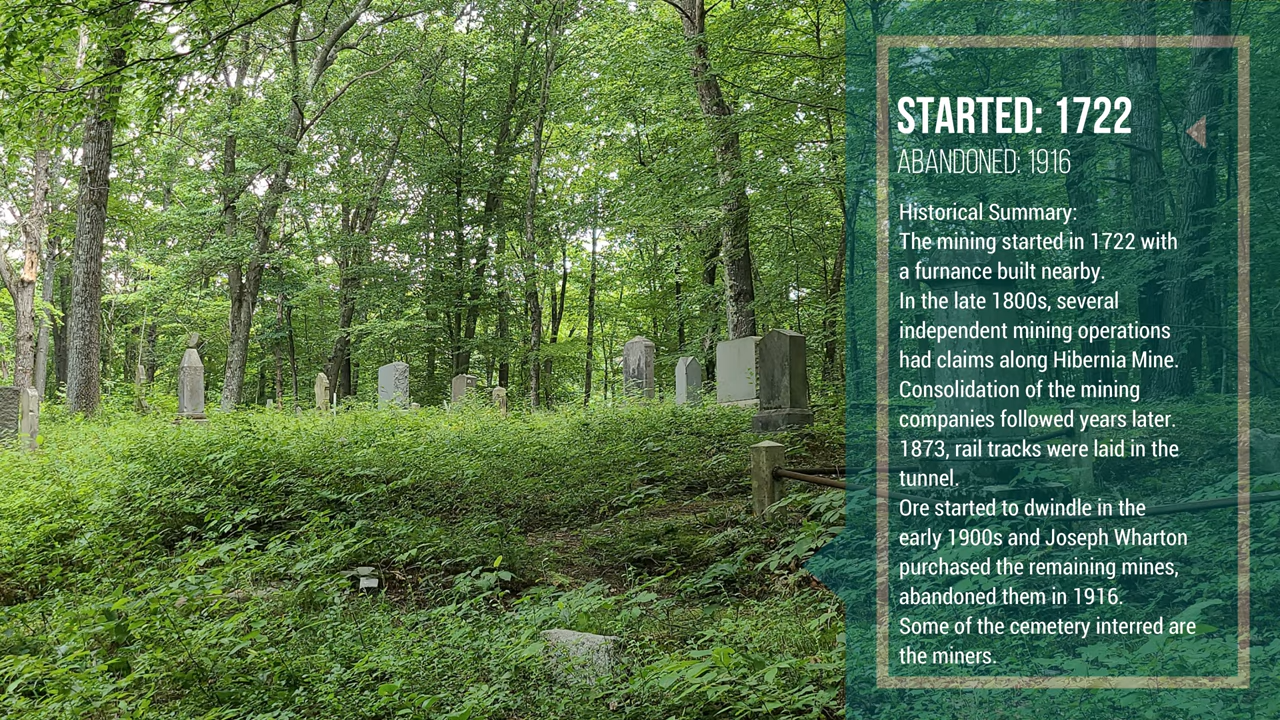 STARTED: 1722
ABANDONED: 1916
Historical Summary:
The mining started in 1722 with
a furnance built nearby.
In the late 1800s, several
independent mining operations
had claims along Hibernia Mine.
Consolidation of the mining
companies followed years later.
1873, rail tracks were laid in the
tunnel.
Ore started to dwindle in the
early 1900s and Joseph Wharton
purchased the remaining mines,
abandoned them in 1916.
Some of the cemetery interred are
the miners.